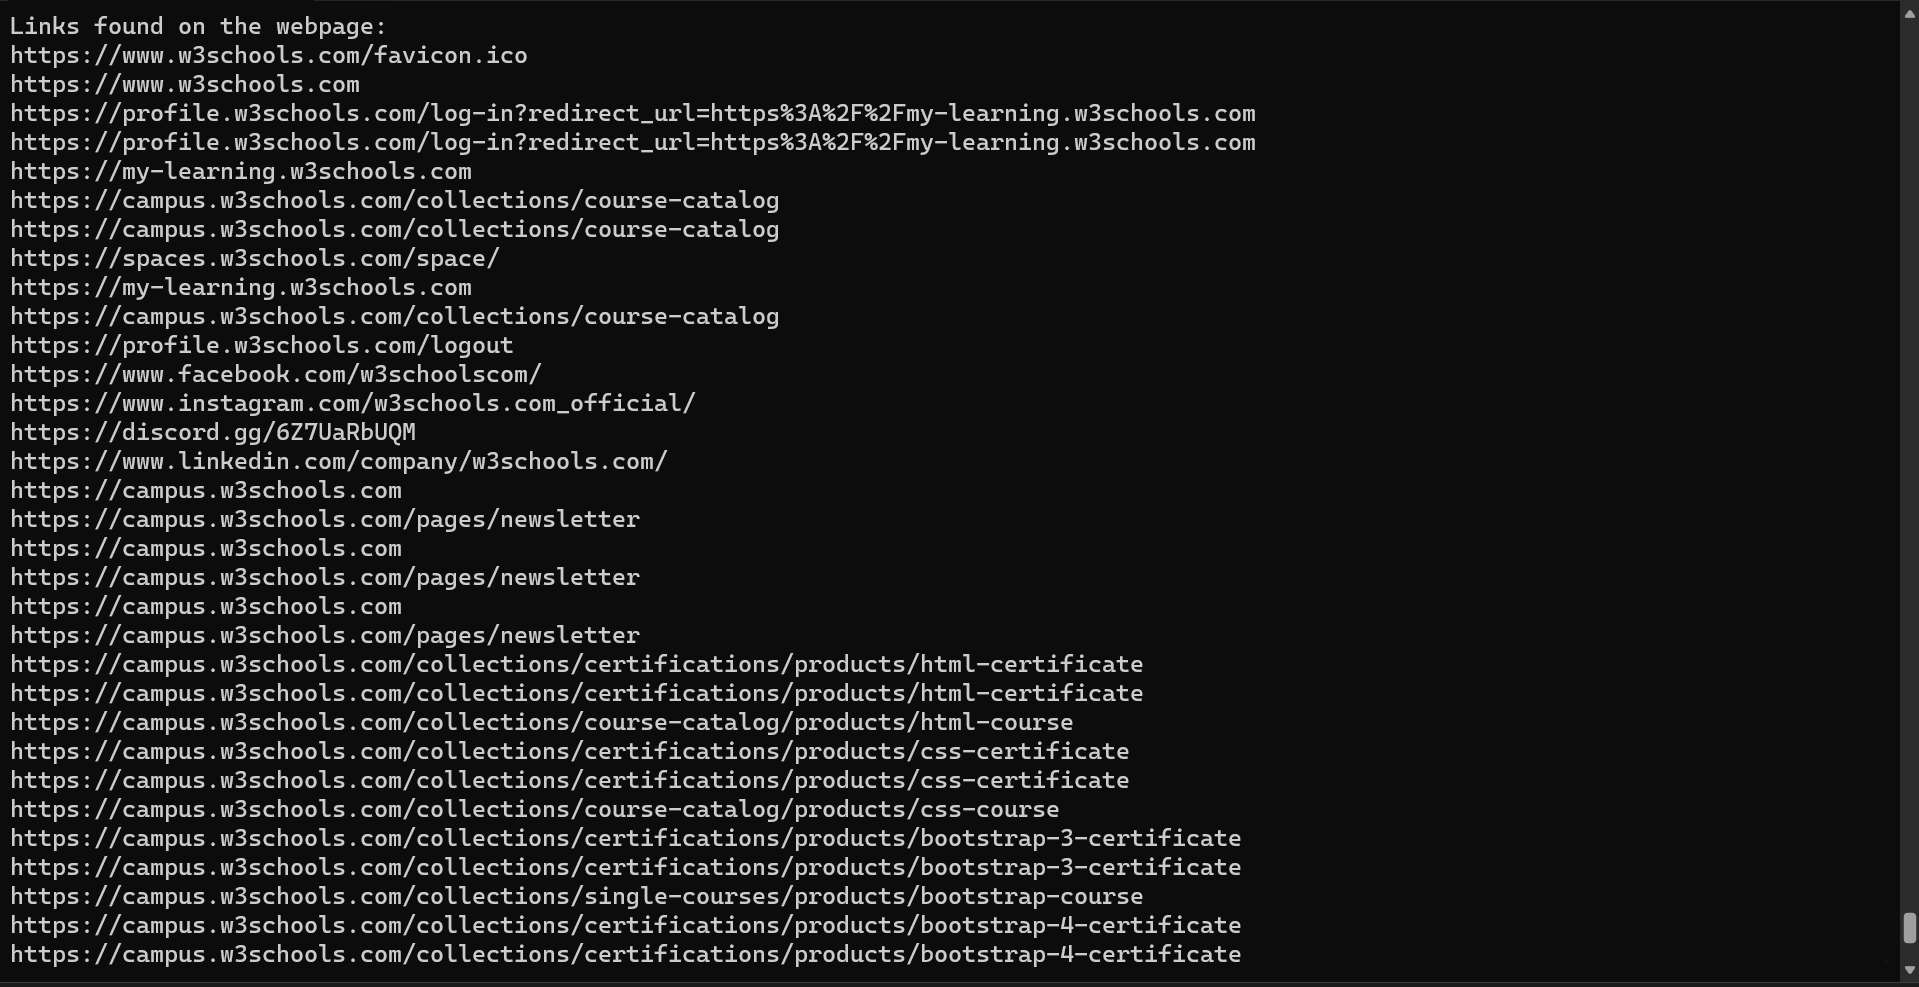 Links found on the webpage:
https://www.w3schools.com/favicon.ico
https://www.w3schools.com
https://profile.w3schools.com/log-in?redirect_url=https%3A%2F%2Fmy-learning.w3schools.com
https://profile.w3schools.com/log-in?redirect_url=https%3A%2F%2Fmy-learning.w3schools.com
https://my-learning.w3schools.com
https://campus.w3schools.com/collections/course-catalog
https://campus.w3schools.com/collections/course-catalog
https://spaces.w3schools.com/space/
https://my-learning.w3schools.com
https://campus.w3schools.com/collections/course-catalog
https://profile.w3schools.com/logout
https://www.facebook.com/w3schoolscom/
https://www.instagram.com/w3schools.com_official/
https://discord.gg/6Z7UaRbUQM
https://www.linkedin.com/company/w3schools.com/
https://campus.w3schools.com
https://campus.w3schools.com/pages/newsletter
https://campus.w3schools.com
https://campus.w3schools.com/pages/newsletter
https://campus.w3schools.com
https://campus.w3schools.com/pages/newsletter
https://campus.w3schools.com/collections/certifications/products/html-certificate
https://campus.w3schools.com/collections/certifications/products/html-certificate
https://campus.w3schools.com/collections/course-catalog/products/html-course
https://campus.w3schools.com/collections/certifications/products/css-certificate
https://campus.w3schools.com/collections/certifications/products/css-certificate
https://campus.w3schools.com/collections/course-catalog/products/css-course
https://campus.w3schools.com/collections/certifications/products/bootstrap-3-certificate
https://campus.w3schools.com/collections/certifications/products/bootstrap-3-certificate
https://campus.w3schools.com/collections/single-courses/products/bootstrap-course
https://campus.w3schools.com/collections/certifications/products/bootstrap-4-certificate
https://campus.w3schools.com/collections/certifications/products/bootstrap-4-certificate